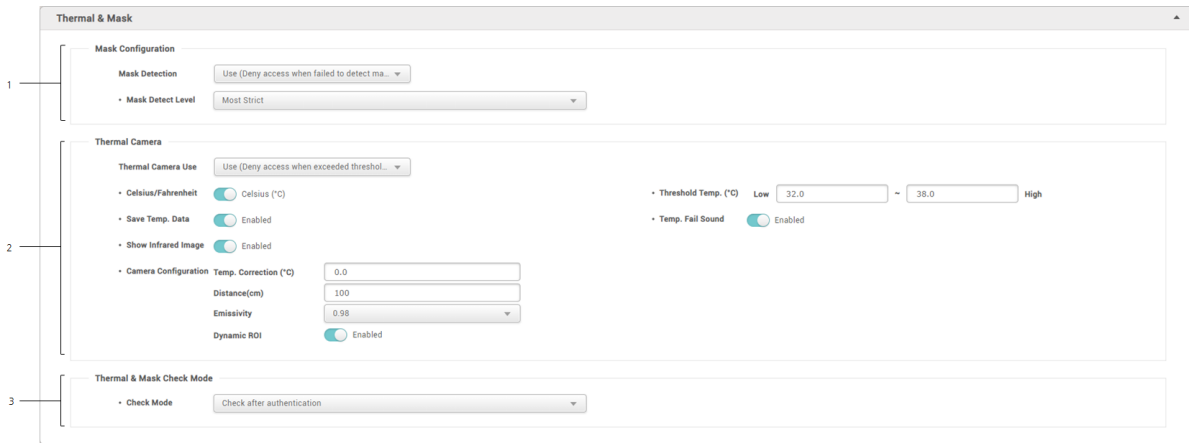 Thermal & Mask
1
Mask Configuration
Mask Detection Use (Deny access when failed to detect ma...
• Mask Detect Level Most Strict
2
Thermal Camera
Thermal Camera Use Use (Deny access when exceeded threshol...
• Celsius/Fahrenheit Celsius (°C) • Threshold Temp. (°C) Low 32.0 ~ 38.0 High
• Save Temp. Data Enabled • Temp. Fail Sound Enabled
• Show Infrared Image Enabled
• Camera Configuration Temp. Correction (°C) 0.0
Distance(cm) 100
Emissivity 0.98
Dynamic ROI Enabled
3
Thermal & Mask Check Mode
• Check Mode Check after authentication